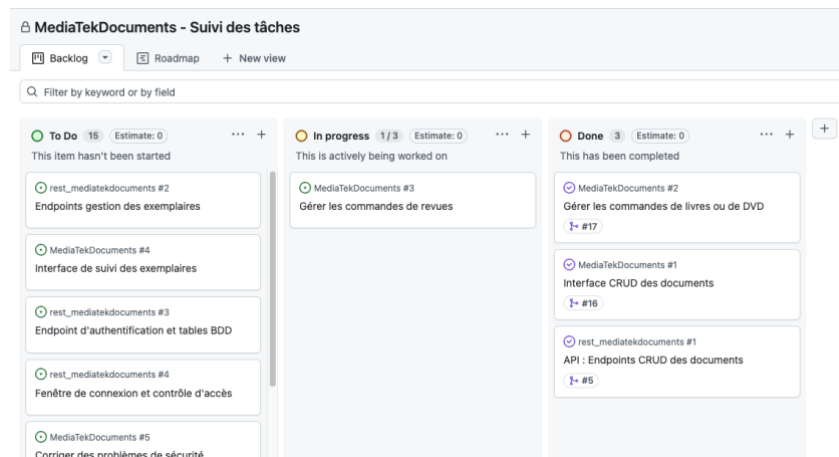 MediaTekDocuments - Suivi des tâches
Backlog
Roadmap
+ New view
Filter by keyword or by field
To Do 15 Estimate: 0 ... +
This item hasn't been started
rest_mediatekdocuments #2
Endpoints gestion des exemplaires
MediaTekDocuments #4
Interface de suivi des exemplaires
rest_mediatekdocuments #3
Endpoint d'authentification et tables BDD
rest_mediatekdocuments #4
Fenêtre de connexion et contrôle d'accès
MediaTekDocuments #5
Corriger des problèmes de sécurité
In progress 1 / 3 Estimate: 0 ... +
This is actively being worked on
MediaTekDocuments #3
Gérer les commandes de revues
Done 3 Estimate: 0 ... +
This has been completed
MediaTekDocuments #2
Gérer les commandes de livres ou de DVD
#17
MediaTekDocuments #1
Interface CRUD des documents
#16
rest_mediatekdocuments #1
API : Endpoints CRUD des documents
#5
+